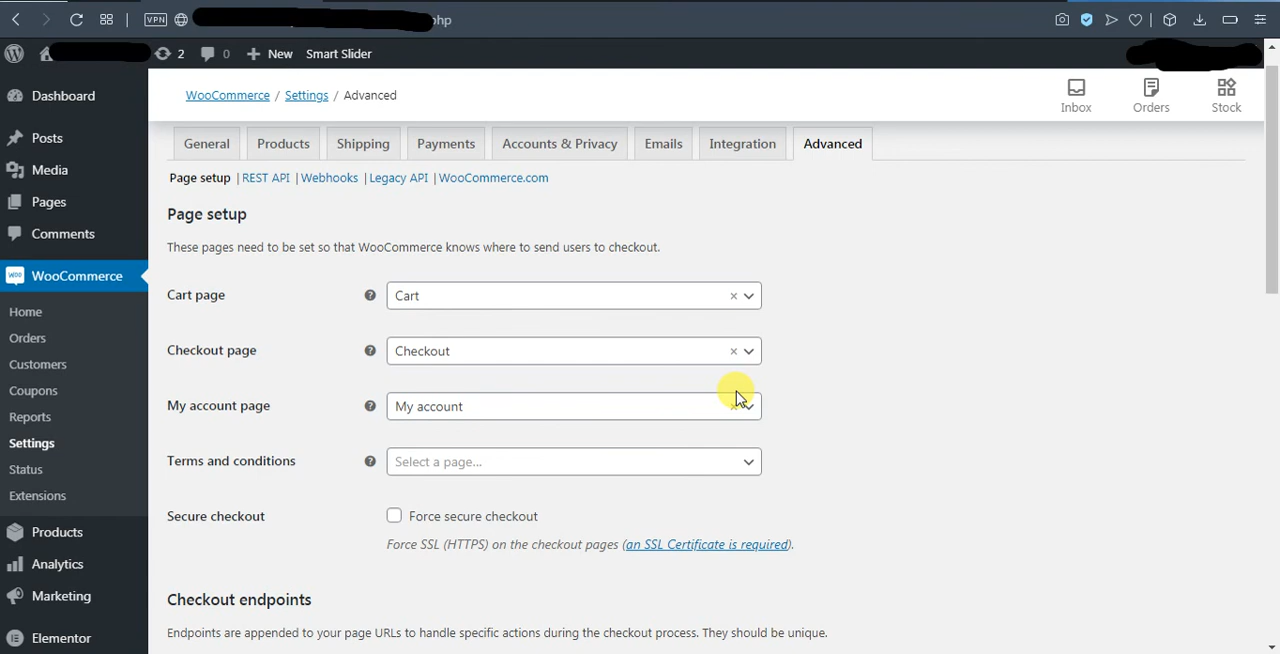 VPN
php
2
0
New
Smart Slider
Dashboard
Posts
Media
Pages
Comments
WOO
WooCommerce
Home
Orders
Customers
Coupons
Reports
Settings
Status
Extensions
Products
Analytics
Marketing
Elementor
WooCommerce / Settings / Advanced
Inbox
Orders
Stock
General
Products
Shipping
Payments
Accounts & Privacy
Emails
Integration
Advanced
Page setup | REST API | Webhooks | Legacy API | WooCommerce.com
Page setup
These pages need to be set so that WooCommerce knows where to send users to checkout.
Cart page
Cart
Checkout page
Checkout
My account page
My account
Terms and conditions
Select a page...
Secure checkout
Force secure checkout
Force SSL (HTTPS) on the checkout pages (an SSL Certificate is required).
Checkout endpoints
Endpoints are appended to your page URLs to handle specific actions during the checkout process. They should be unique.